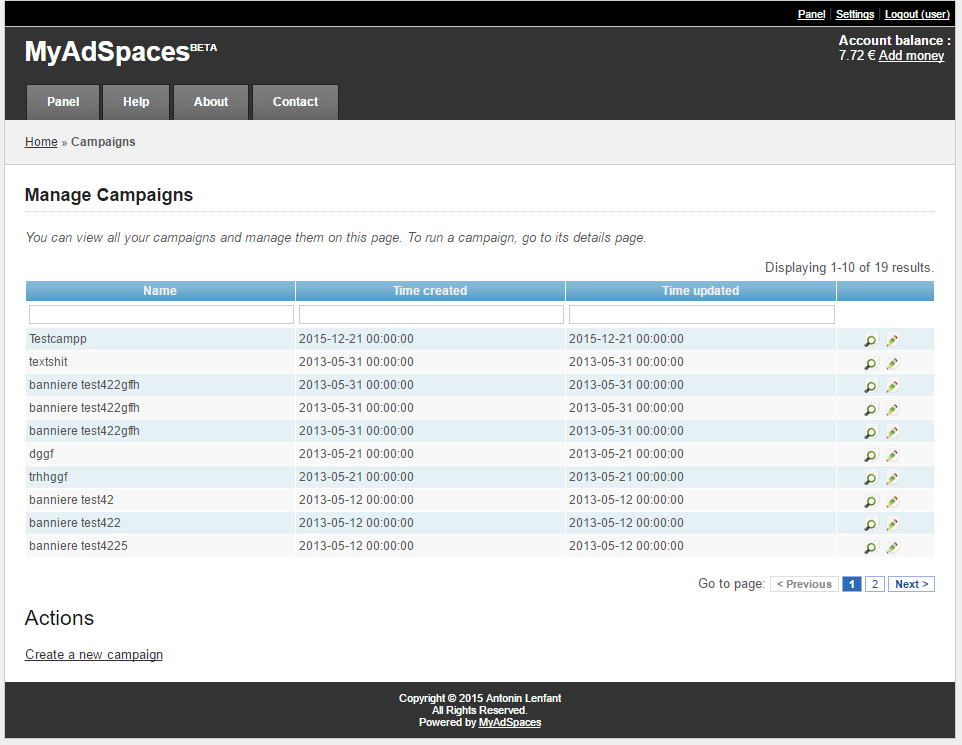 Panel | Settings | Logout (user)
MyAdSpacesBETA
Account balance :
7.72 € Add money
Panel Help About Contact
Home » Campaigns
Manage Campaigns
You can view all your campaigns and manage them on this page. To run a campaign, go to its details page.
Displaying 1-10 of 19 results.
Name Time created Time updated
Testcampp 2015-12-21 00:00:00 2015-12-21 00:00:00
textshit 2013-05-31 00:00:00 2013-05-31 00:00:00
banniere test422gffh 2013-05-31 00:00:00 2013-05-31 00:00:00
banniere test422gffh 2013-05-31 00:00:00 2013-05-31 00:00:00
banniere test422gffh 2013-05-31 00:00:00 2013-05-31 00:00:00
dggf 2013-05-21 00:00:00 2013-05-21 00:00:00
trhhggf 2013-05-21 00:00:00 2013-05-21 00:00:00
banniere test42 2013-05-12 00:00:00 2013-05-12 00:00:00
banniere test422 2013-05-12 00:00:00 2013-05-12 00:00:00
banniere test4225 2013-05-12 00:00:00 2013-05-12 00:00:00
Go to page: < Previous 1 2 Next >
Actions
Create a new campaign
Copyright © 2015 Antonin Lenfant
All Rights Reserved.
Powered by MyAdSpaces